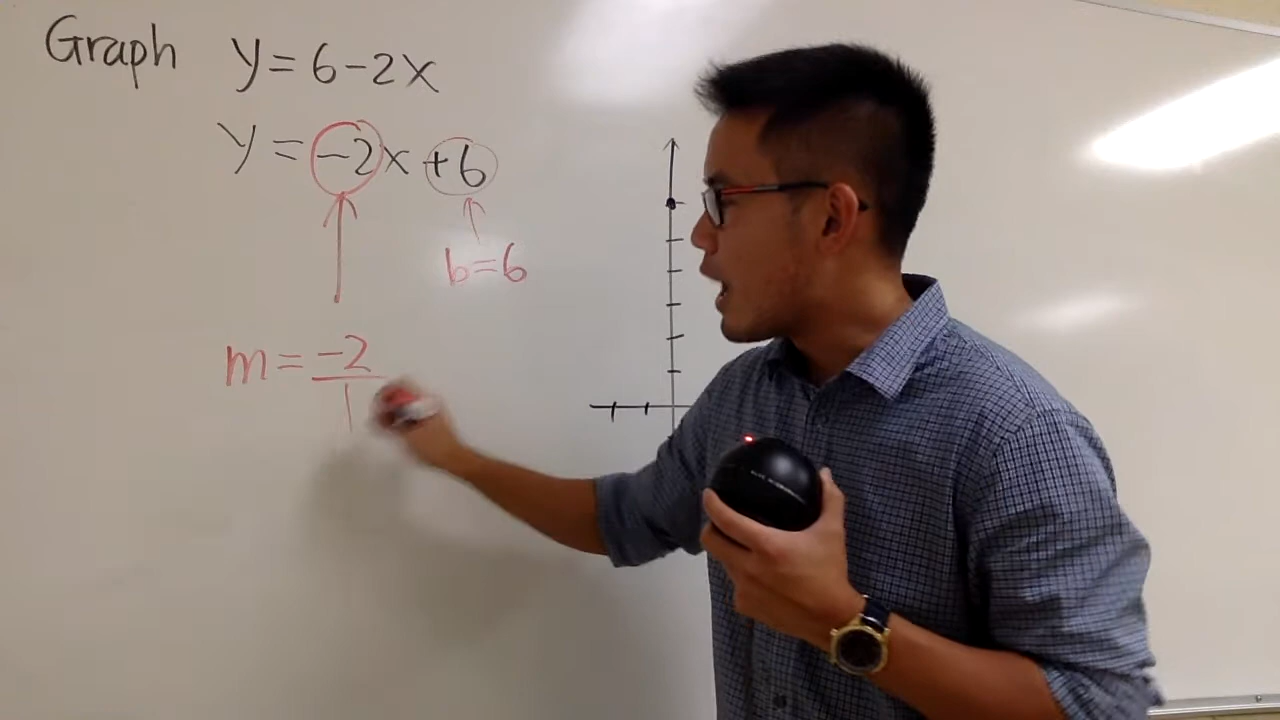 Graph y = 6 - 2x
y = -2x + 6
b = 6
m = -2/1